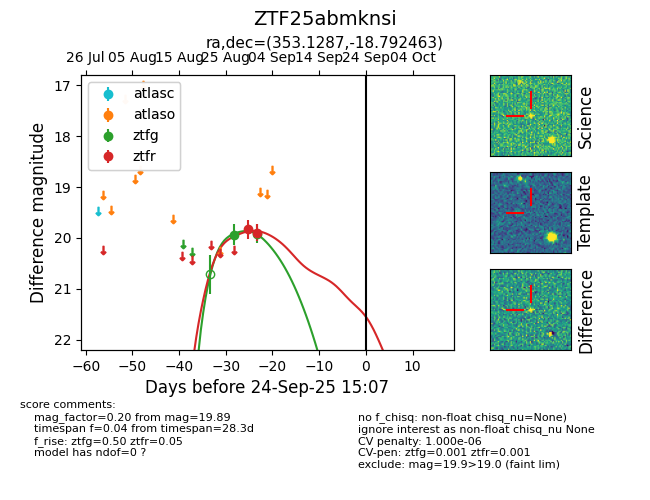 ZTF25abmknsi
ra,dec=(353.1287,-18.792463)
26 Jul 05 Aug 15 Aug 25 Aug 04 Sep 14 Sep 24 Sep 04 Oct
17
18
19
20
21
22
Difference magnitude
atlasc
atlaso
ztfg
ztfr
−60 −50 −40 −30 −20 −10 0 10
Days before 24-Sep-25 15:07
Science
Template
Difference
score comments:
mag_factor=0.20 from mag=19.89
timespan f=0.04 from timespan=28.3d
f_rise: ztfg=0.50 ztfr=0.05
model has ndof=0 ?
no f_chisq: non-float chisq_nu=None)
ignore interest as non-float chisq_nu None
CV penalty: 1.000e-06
CV-pen: ztfg=0.001 ztfr=0.001
exclude: mag=19.9>19.0 (faint lim)